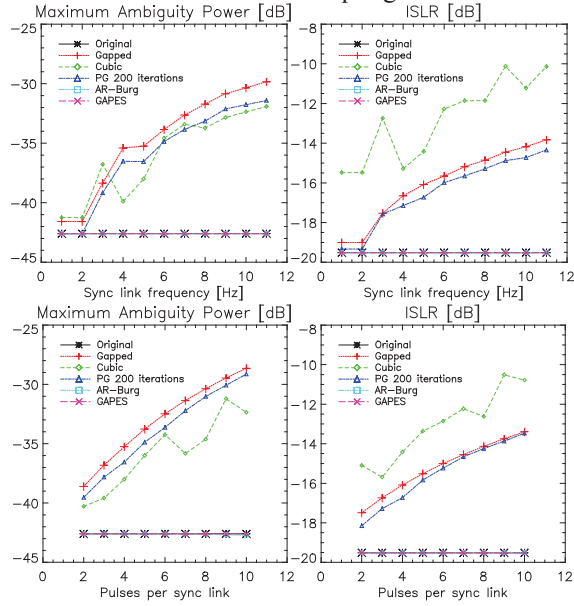 Maximum Ambiguity Power [dB]
-25
-30
-35
-40
-45
Original
Gapped
Cubic
PG 200 iterations
AR-Burg
GAPES
0 2 4 6 8 10 12
Sync link frequency [Hz]
ISLR [dB]
-8
-10
-12
-14
-16
-18
-20
Original
Gapped
Cubic
PG 200 iterations
AR-Burg
GAPES
0 2 4 6 8 10 12
Sync link frequency [Hz]
Maximum Ambiguity Power [dB]
-25
-30
-35
-40
-45
Original
Gapped
Cubic
PG 200 iterations
AR-Burg
GAPES
0 2 4 6 8 10 12
Pulses per sync link
ISLR [dB]
-8
-10
-12
-14
-16
-18
-20
Original
Gapped
Cubic
PG 200 iterations
AR-Burg
GAPES
0 2 4 6 8 10 12
Pulses per sync link